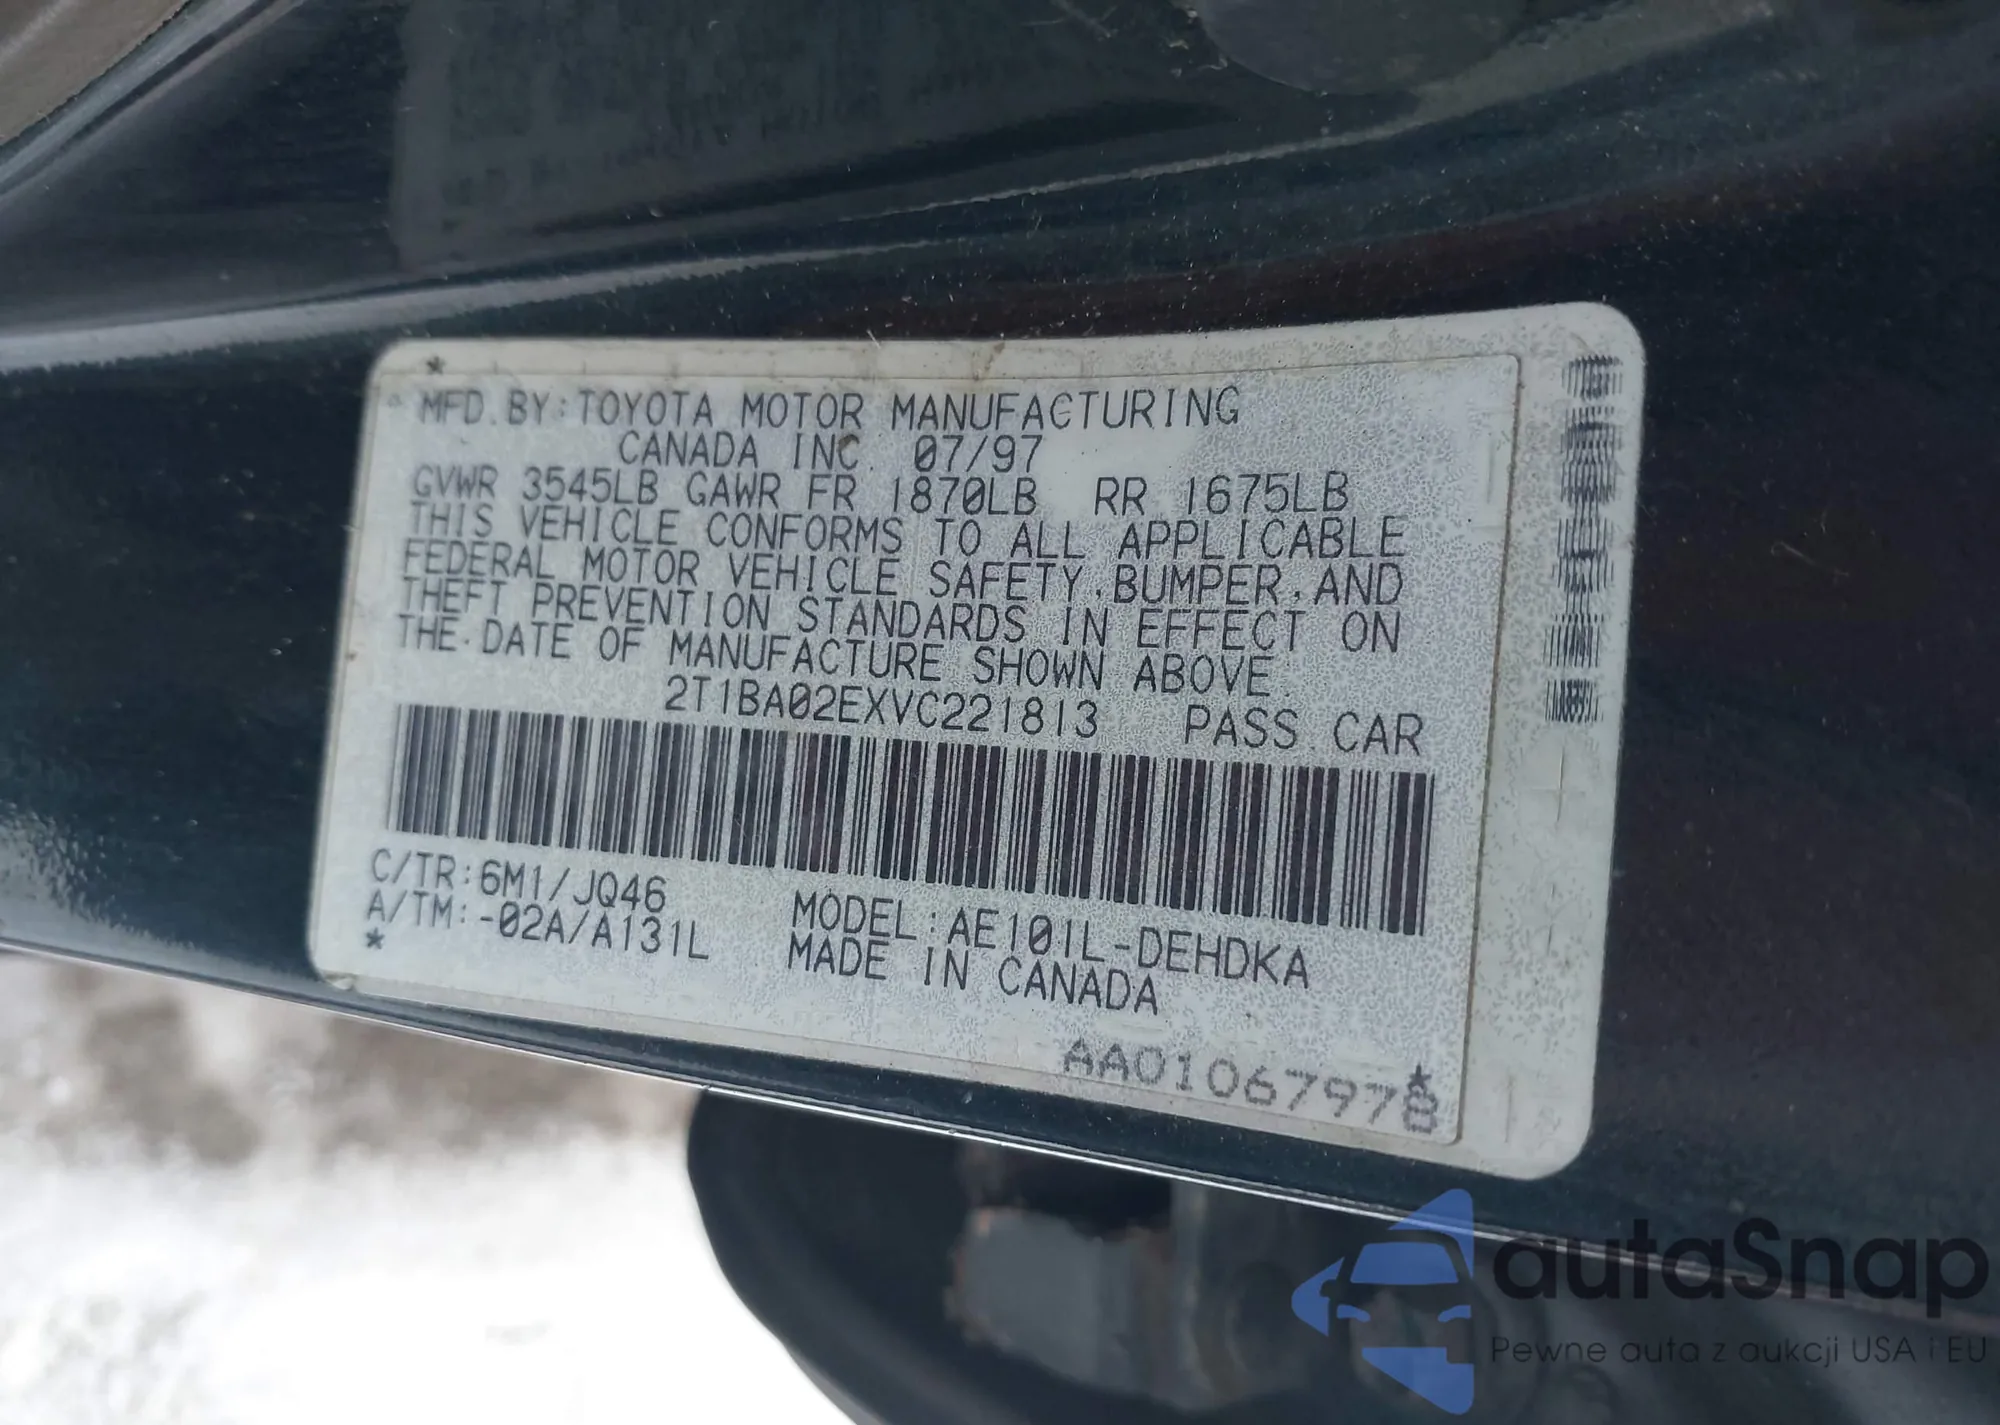 *
MFD. BY: TOYOTA MOTOR MANUFACTURING
CANADA INC. 07/97
GVWR 3545LB GAWR FR 1870LB RR 1675LB
THIS VEHICLE CONFORMS TO ALL APPLICABLE
FEDERAL MOTOR VEHICLE SAFETY, BUMPER, AND
THEFT PREVENTION STANDARDS IN EFFECT ON
THE DATE OF MANUFACTURE SHOWN ABOVE.
2T1BA02EXVC221813 PASS CAR
C/TR: 6M1/JQ46 MODEL: AE101L-DEHDKA
A/TM: -02A/A131L MADE IN CANADA
* *
AA01067978
autaSnap
Pewne auta z aukcji USA i EU